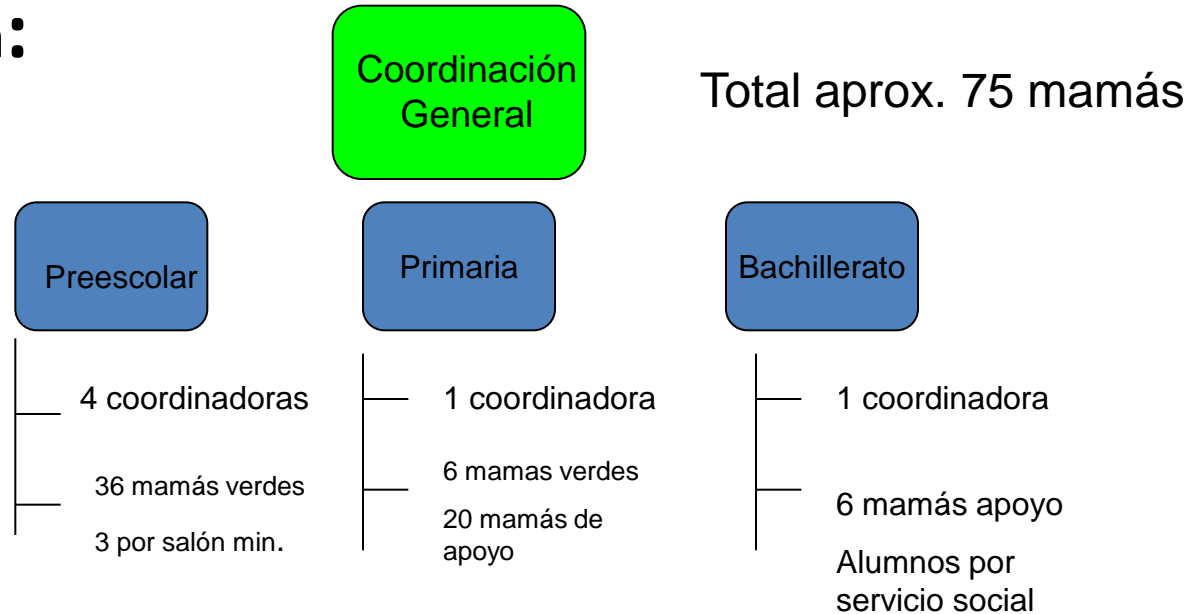 Coordinación
General
Total aprox. 75 mamás
Preescolar
Primaria
Bachillerato
4 coordinadoras
36 mamás verdes
3 por salón min.
1 coordinadora
6 mamas verdes
20 mamás de
apoyo
1 coordinadora
6 mamás apoyo
Alumnos por
servicio social